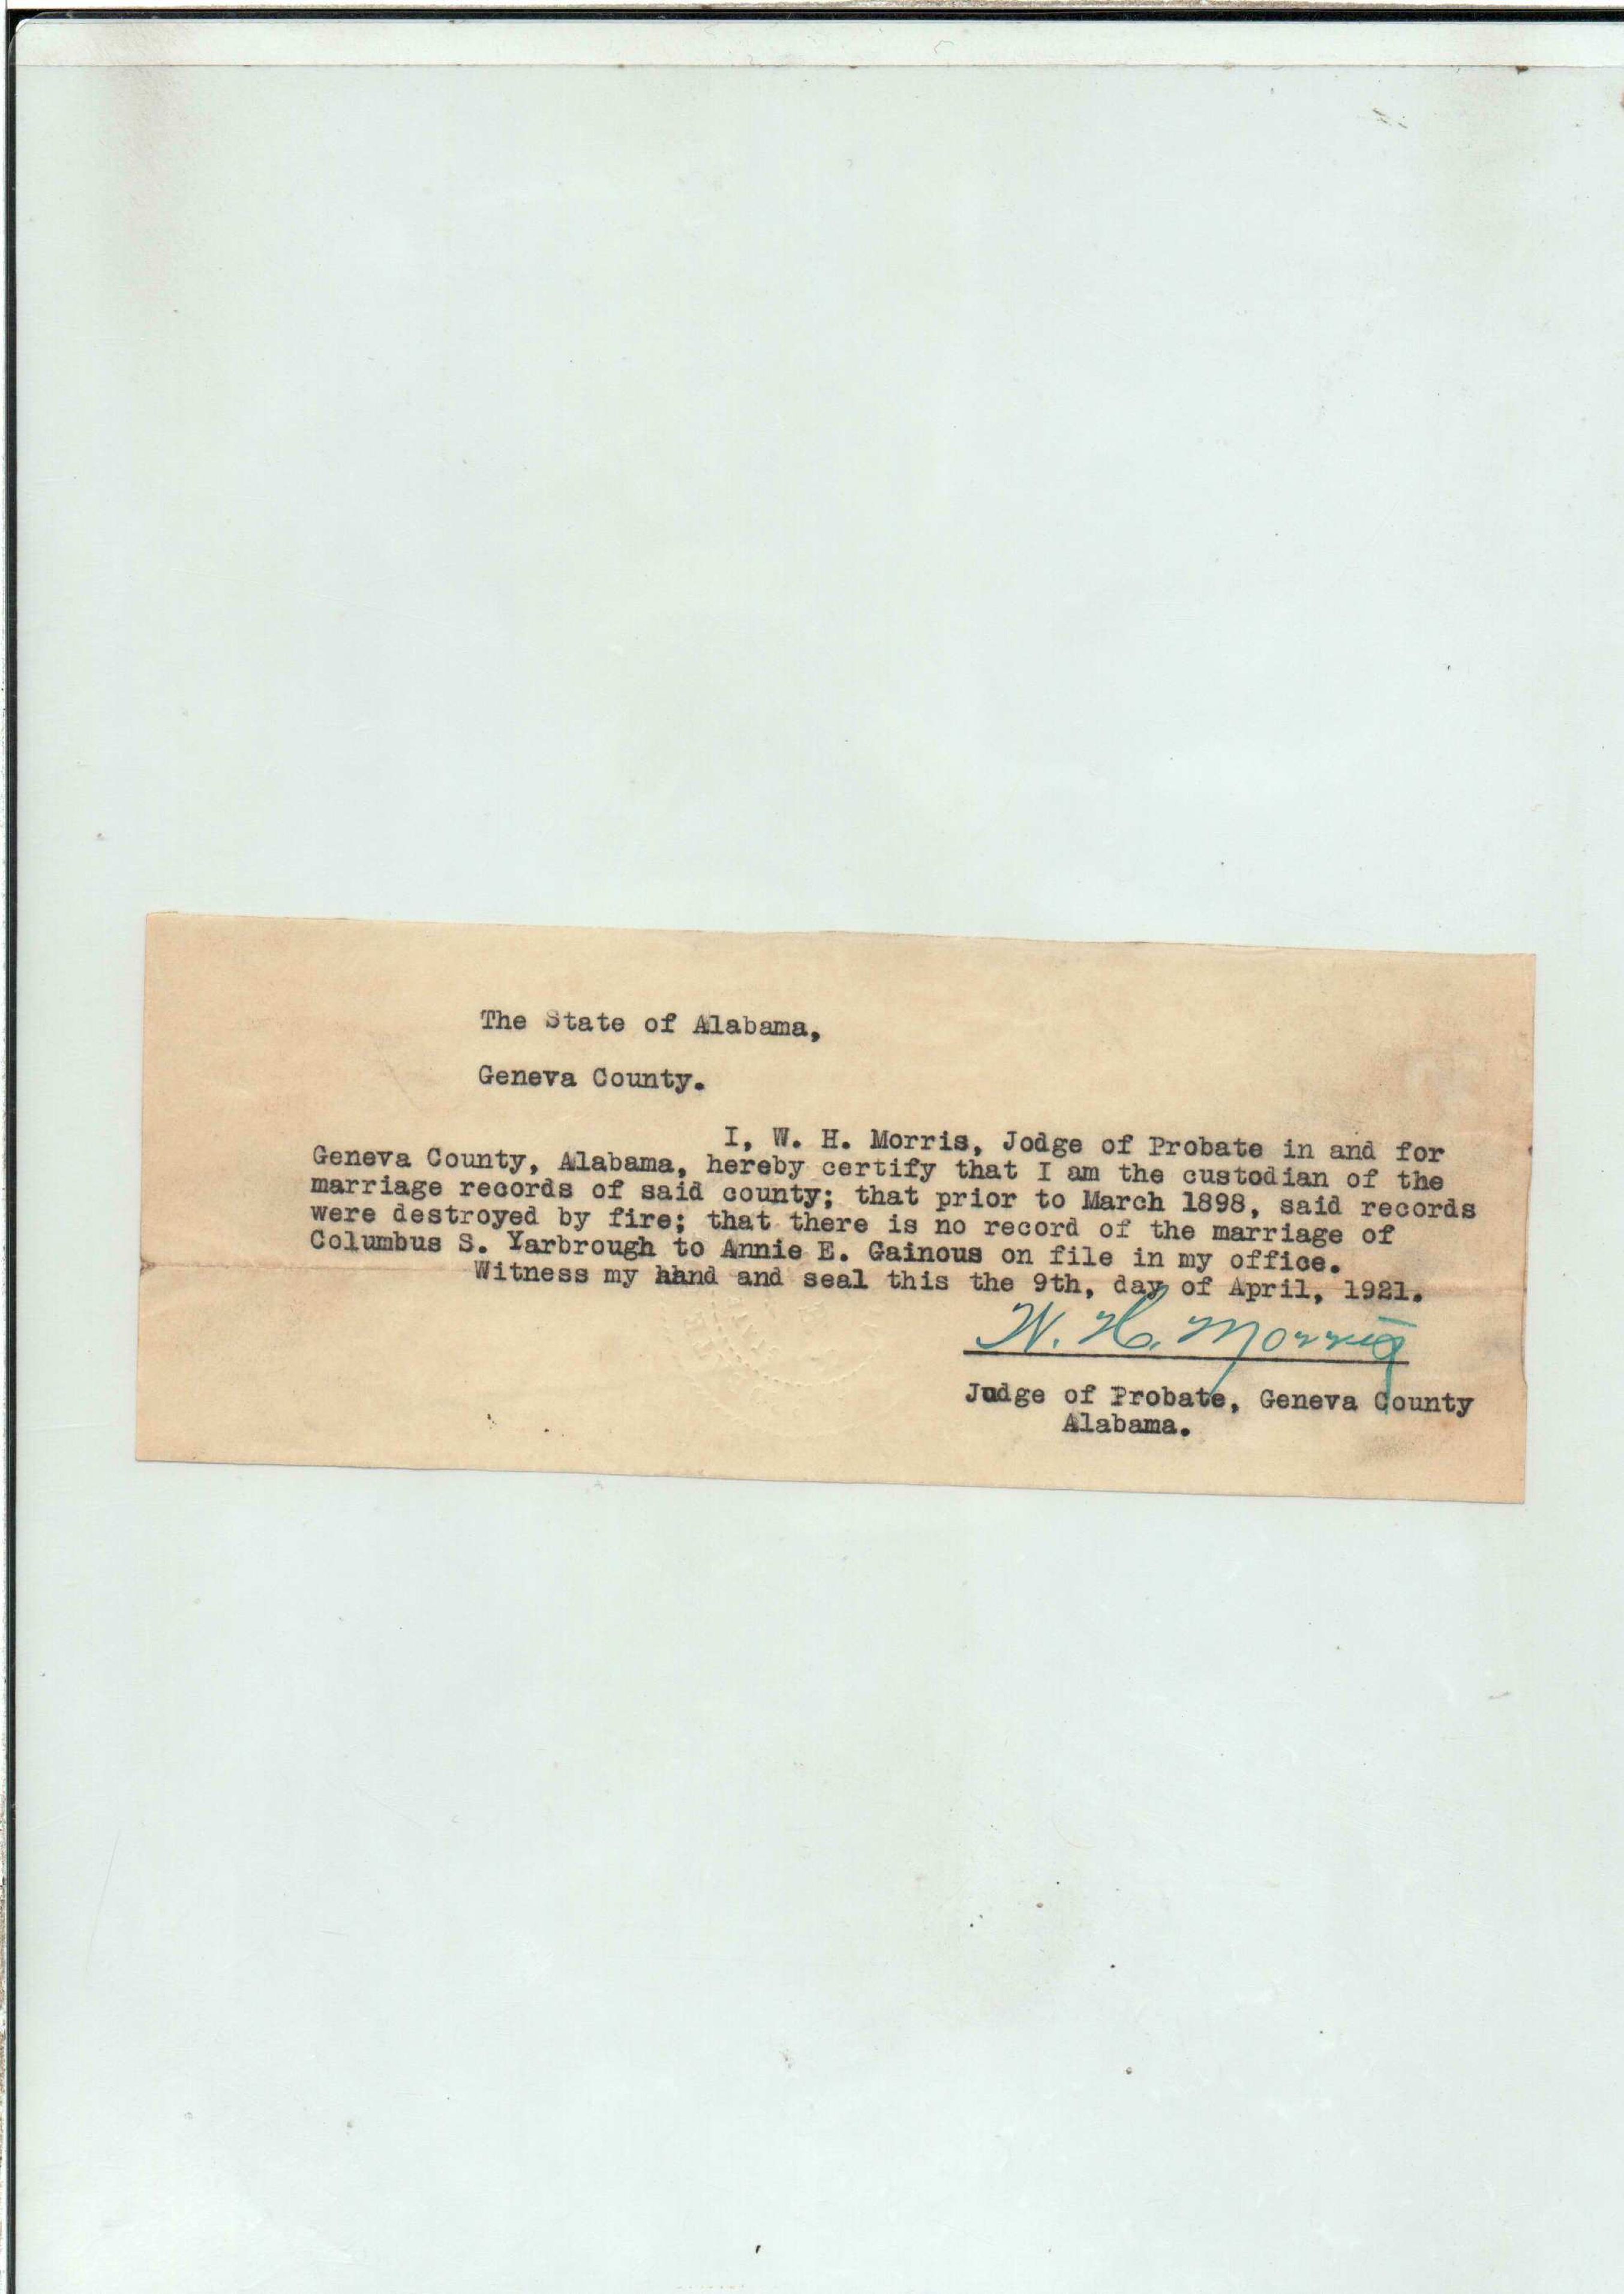 The State of Alabama,
Geneva County.
I, W. H. Morris, Jodge of Probate in and for
Geneva County, Alabama, hereby certify that I am the custodian of the
marriage records of said county; that prior to March 1898, said records
were destroyed by fire; that there is no record of the marriage of
Columbus S. Yarbrough to Annie E. Gainous on file in my office.
Witness my hand and seal this the 9th, day of April, 1921.
W. H. Morris
Judge of Probate, Geneva County
Alabama.